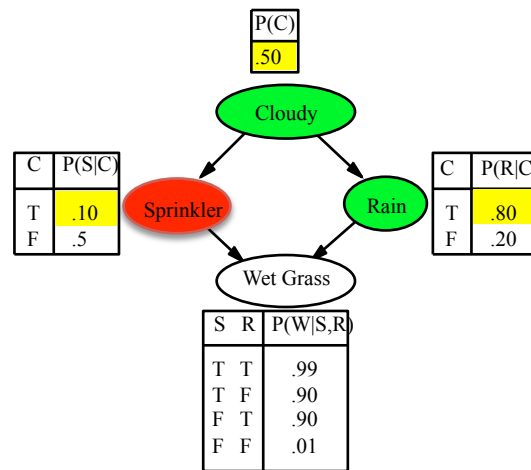 P(C)
.50
Cloudy
C P(S|C)
T .10
F .5
Sprinkler
Rain
C P(R|C
T .80
F .20
Wet Grass
S R P(W|S,R)
T T .99
T F .90
F T .90
F F .01